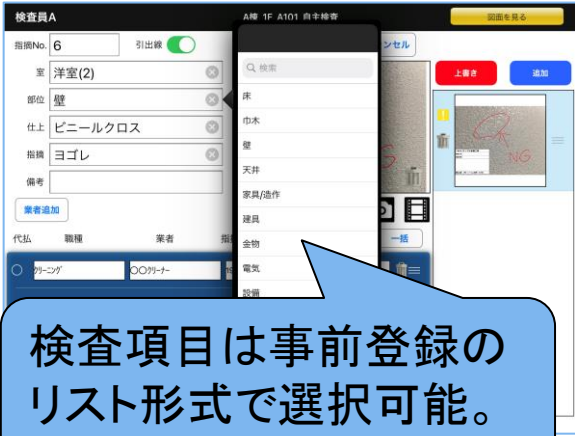 検査員A
A棟 1F A101 自主検査
図面を見る
指摘No. 6 引出線
ンセル
室 洋室(2)
検索
上書き 追加
部位 壁
床
仕上 ビニールクロス
巾木
指摘 ヨゴレ
壁
備考
天井
NG
NG
家具/造作
業者追加
建具
代払 職種 業者
金物
一括
クリーニング 〇〇クリーナー
電気
設備
検査項目は事前登録の
リスト形式で選択可能。